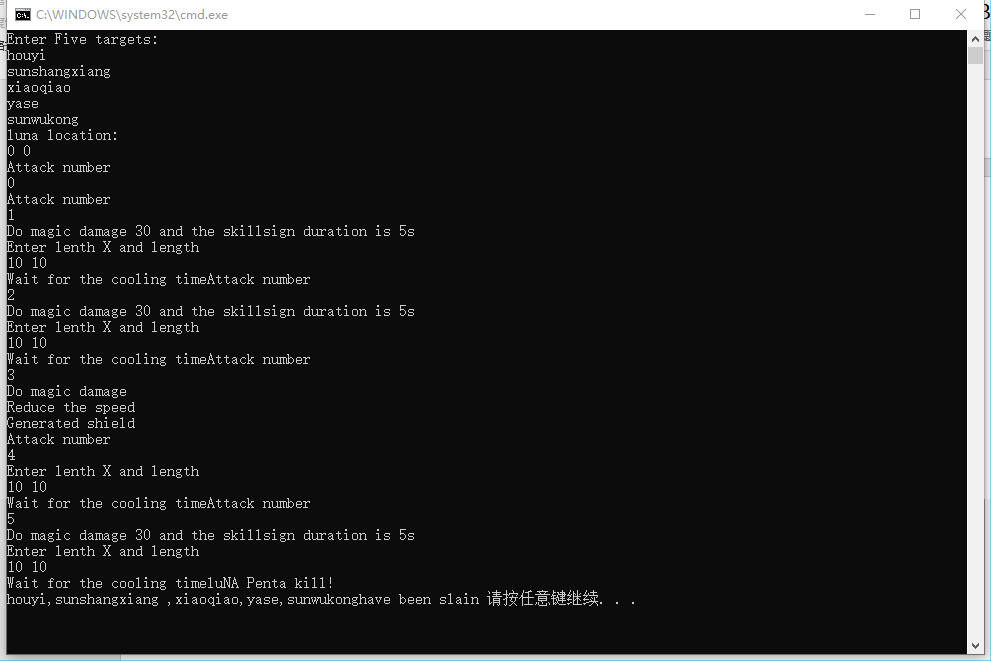 C:\WINDOWS\system32\cmd.exe
Enter Five targets:
houyi
sunshangxiang
xiaoqiao
yase
sunwukong
luna location:
0 0
Attack number
0
Attack number
1
Do magic damage 30 and the skillsign duration is 5s
Enter lenth X and length
10 10
Wait for the cooling timeAttack number
2
Do magic damage 30 and the skillsign duration is 5s
Enter lenth X and length
10 10
Wait for the cooling timeAttack number
3
Do magic damage
Reduce the speed
Generated shield
Attack number
4
Enter lenth X and length
10 10
Wait for the cooling timeAttack number
5
Do magic damage 30 and the skillsign duration is 5s
Enter lenth X and length
10 10
Wait for the cooling timeluNA Penta kill!
houyi,sunshangxiang ,xiaoqiao,yase,sunwukonghave been slain 请按任意键继续. . .